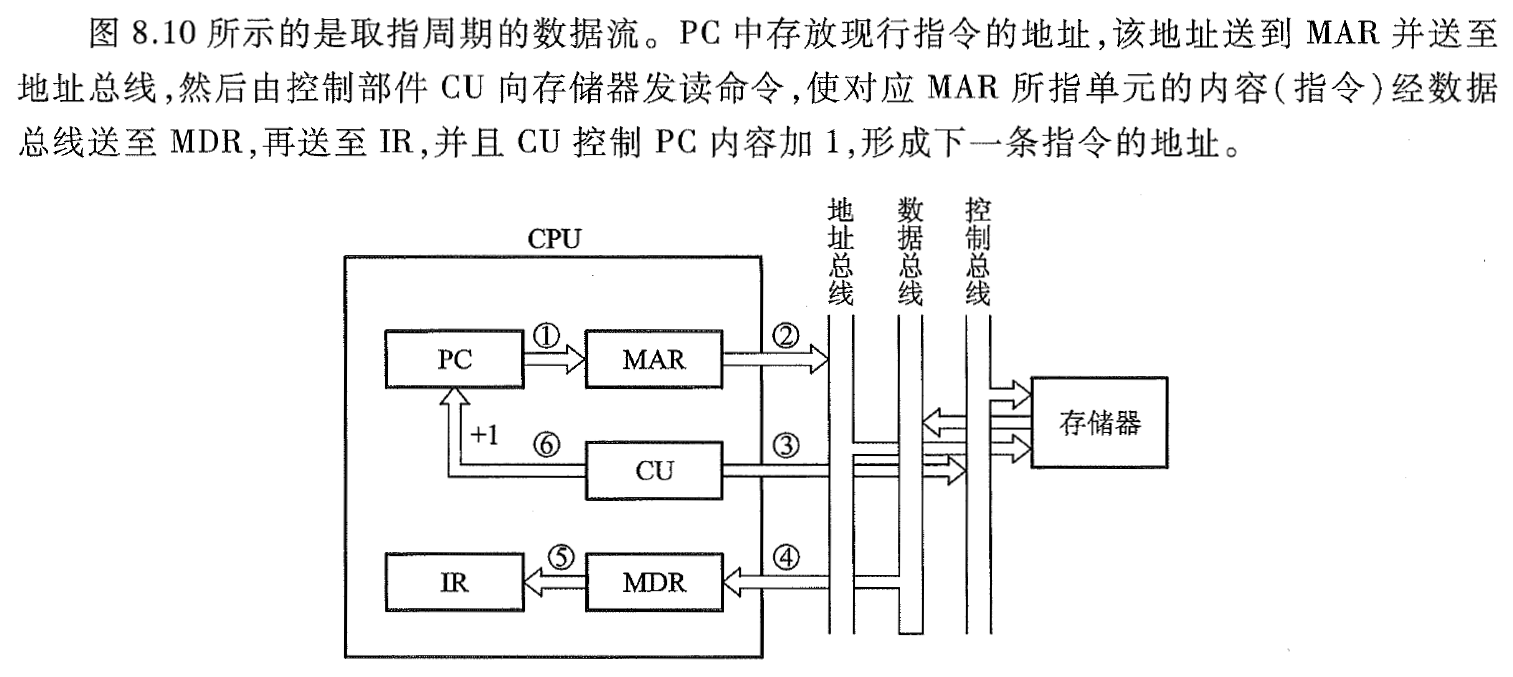 图 8.10 所示的是取指周期的数据流。PC 中存放现行指令的地址,该地址送到 MAR 并送至
地址总线,然后由控制部件 CU 向存储器发读命令,使对应 MAR 所指单元的内容(指令)经数据
总线送至 MDR,再送至 IR,并且 CU 控制 PC 内容加 1,形成下一条指令的地址。
地址总线
数据总线
控制总线
CPU
PC
①
MAR
②
+1
⑥
CU
③
存储器
IR
⑤
MDR
④